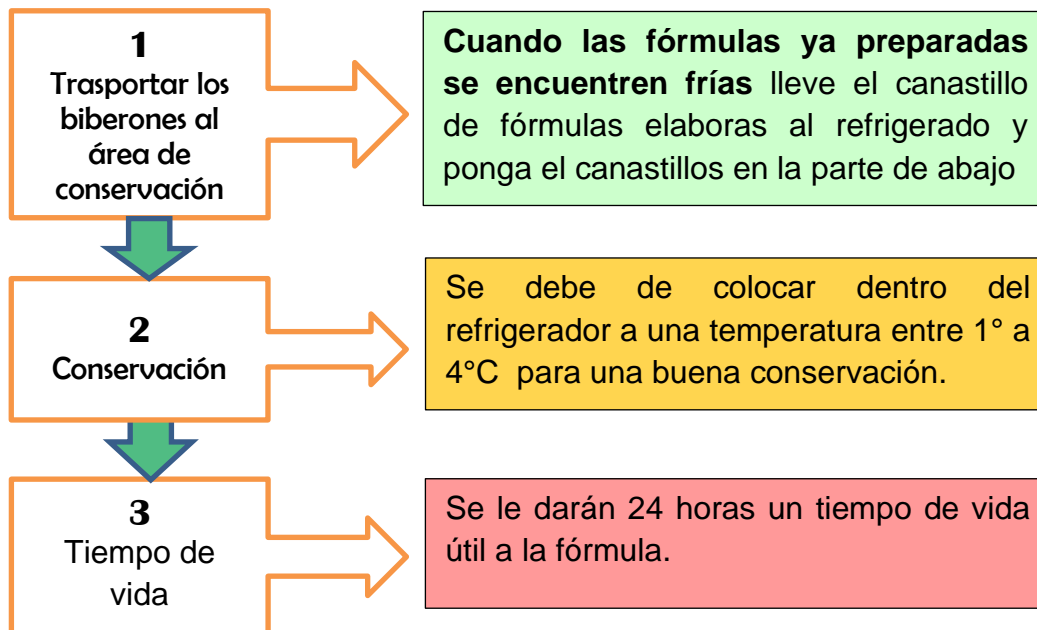 1
Trasportar los
biberones al
área de
conservación
Cuando las fórmulas ya preparadas
se encuentren frías lleve el canastillo
de fórmulas elaboras al refrigerado y
ponga el canastillos en la parte de abajo
2
Conservación
Se debe de colocar dentro del
refrigerador a una temperatura entre 1° a
4°C para una buena conservación.
3
Tiempo de
vida
Se le darán 24 horas un tiempo de vida
útil a la fórmula.